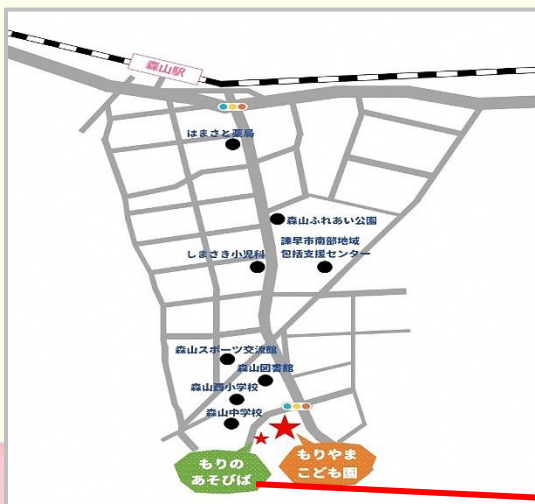 森山駅
はまさと薬局
森山ふれあい公園
諫早市南部地域
包括支援センター
しまさき小児科
森山スポーツ交流館
森山図書館
森山西小学校
森山中学校
もりの
あそびば
もりやま
こども園